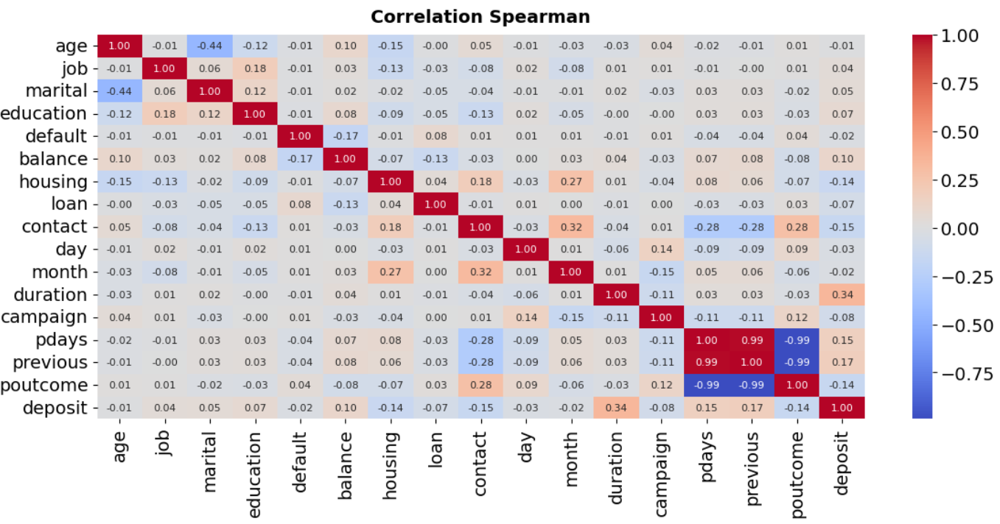 Correlation Spearman
age 1.00 -0.01 -0.44 -0.12 -0.01 0.10 -0.15 -0.00 0.05 -0.01 -0.03 -0.03 0.04 -0.02 -0.01 0.01 -0.01
job -0.01 1.00 0.06 0.18 -0.01 0.03 -0.13 -0.03 -0.08 0.02 -0.08 0.01 0.01 -0.01 -0.00 0.01 0.04
marital -0.44 0.06 1.00 0.12 -0.01 0.02 -0.02 -0.05 -0.04 -0.01 -0.01 0.02 -0.03 0.03 0.03 -0.02 0.05
education -0.12 0.18 0.12 1.00 -0.01 0.08 -0.09 -0.05 -0.13 0.02 -0.05 -0.00 -0.00 0.03 0.03 -0.03 0.07
default -0.01 -0.01 -0.01 -0.01 1.00 -0.17 -0.01 0.08 0.01 0.01 0.01 -0.01 0.01 -0.04 -0.04 0.04 -0.02
balance 0.10 0.03 0.02 0.08 -0.17 1.00 -0.07 -0.13 -0.03 0.00 0.03 0.04 -0.03 0.07 0.08 -0.08 0.10
housing -0.15 -0.13 -0.02 -0.09 -0.01 -0.07 1.00 0.04 0.18 -0.03 0.27 0.01 -0.04 0.08 0.06 -0.07 -0.14
loan -0.00 -0.03 -0.05 -0.05 0.08 -0.13 0.04 1.00 -0.01 0.01 0.00 -0.01 0.00 -0.03 -0.03 0.03 -0.07
contact 0.05 -0.08 -0.04 -0.13 0.01 -0.03 0.18 -0.01 1.00 -0.03 0.32 -0.04 0.01 -0.28 -0.28 0.28 -0.15
day -0.01 0.02 -0.01 0.02 0.01 0.00 -0.03 0.01 -0.03 1.00 0.01 -0.06 0.14 -0.09 -0.09 0.09 -0.03
month -0.03 -0.08 -0.01 -0.05 0.01 0.03 0.27 0.00 0.32 0.01 1.00 0.01 -0.15 0.05 0.06 -0.06 -0.02
duration -0.03 0.01 0.02 -0.00 -0.01 0.04 0.01 -0.01 -0.04 -0.06 0.01 1.00 -0.11 0.03 0.03 -0.03 0.34
campaign 0.04 0.01 -0.03 -0.00 0.01 -0.03 -0.04 0.00 0.01 0.14 -0.15 -0.11 1.00 -0.11 -0.11 0.12 -0.08
pdays -0.02 -0.01 0.03 0.03 -0.04 0.07 0.08 -0.03 -0.28 -0.09 0.05 0.03 -0.11 1.00 0.99 -0.99 0.15
previous -0.01 -0.00 0.03 0.03 -0.04 0.08 0.06 -0.03 -0.28 -0.09 0.06 0.03 -0.11 0.99 1.00 -0.99 0.17
poutcome 0.01 0.01 -0.02 -0.03 0.04 -0.08 -0.07 0.03 0.28 0.09 -0.06 -0.03 0.12 -0.99 -0.99 1.00 -0.14
deposit -0.01 0.04 0.05 0.07 -0.02 0.10 -0.14 -0.07 -0.15 -0.03 -0.02 0.34 -0.08 0.15 0.17 -0.14 1.00
age job marital education default balance housing loan contact day month duration campaign pdays previous poutcome deposit
1.00
0.75
0.50
0.25
0.00
−0.25
−0.50
−0.75